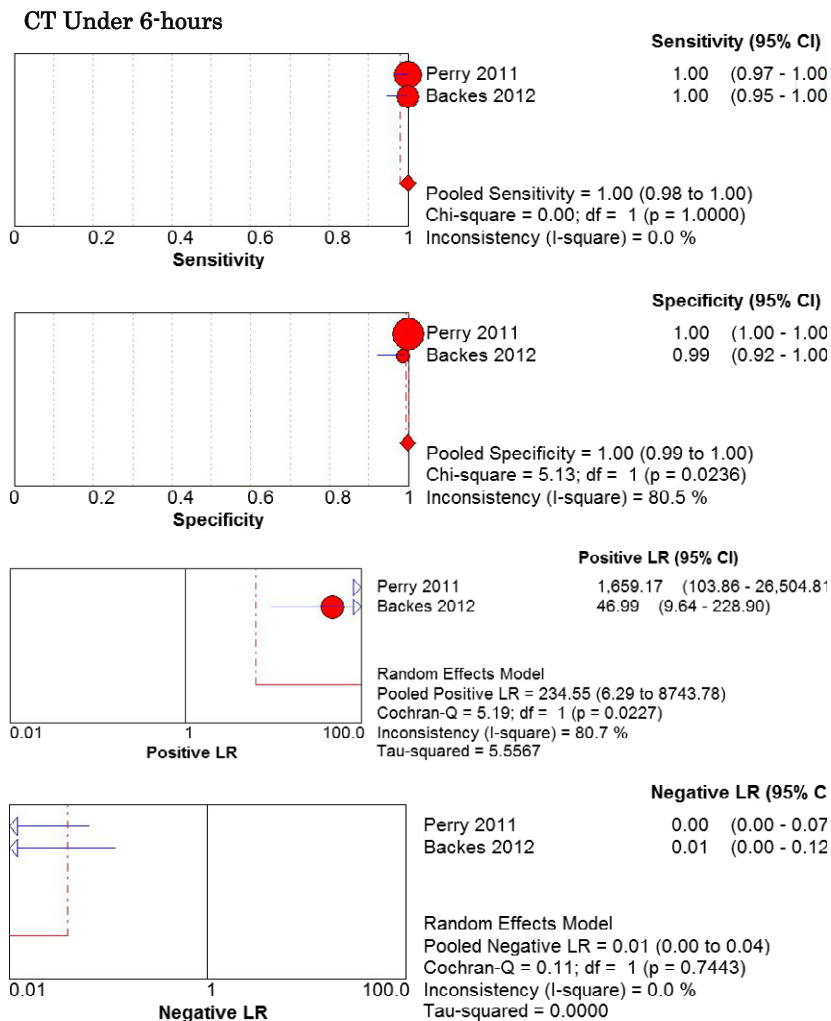 CT Under 6-hours
Sensitivity (95% CI)
Perry 2011 1.00 (0.97 - 1.00
Backes 2012 1.00 (0.95 - 1.00
Pooled Sensitivity = 1.00 (0.98 to 1.00)
Chi-square = 0.00; df = 1 (p = 1.0000)
Inconsistency (I-square) = 0.0 %
0 0.2 0.4 0.6 0.8 1
Sensitivity
Specificity (95% CI)
Perry 2011 1.00 (1.00 - 1.00
Backes 2012 0.99 (0.92 - 1.00
Pooled Specificity = 1.00 (0.99 to 1.00)
Chi-square = 5.13; df = 1 (p = 0.0236)
Inconsistency (I-square) = 80.5 %
0 0.2 0.4 0.6 0.8 1
Specificity
Positive LR (95% CI)
Perry 2011 1,659.17 (103.86 - 26,504.81
Backes 2012 46.99 (9.64 - 228.90)
Random Effects Model
Pooled Positive LR = 234.55 (6.29 to 8743.78)
Cochran-Q = 5.19; df = 1 (p = 0.0227)
Inconsistency (I-square) = 80.7 %
Tau-squared = 5.5567
0.01 1 100.0
Positive LR
Negative LR (95% C
Perry 2011 0.00 (0.00 - 0.07
Backes 2012 0.01 (0.00 - 0.12
Random Effects Model
Pooled Negative LR = 0.01 (0.00 to 0.04)
Cochran-Q = 0.11; df = 1 (p = 0.7443)
Inconsistency (I-square) = 0.0 %
Tau-squared = 0.0000
0.01 1 100.0
Negative LR